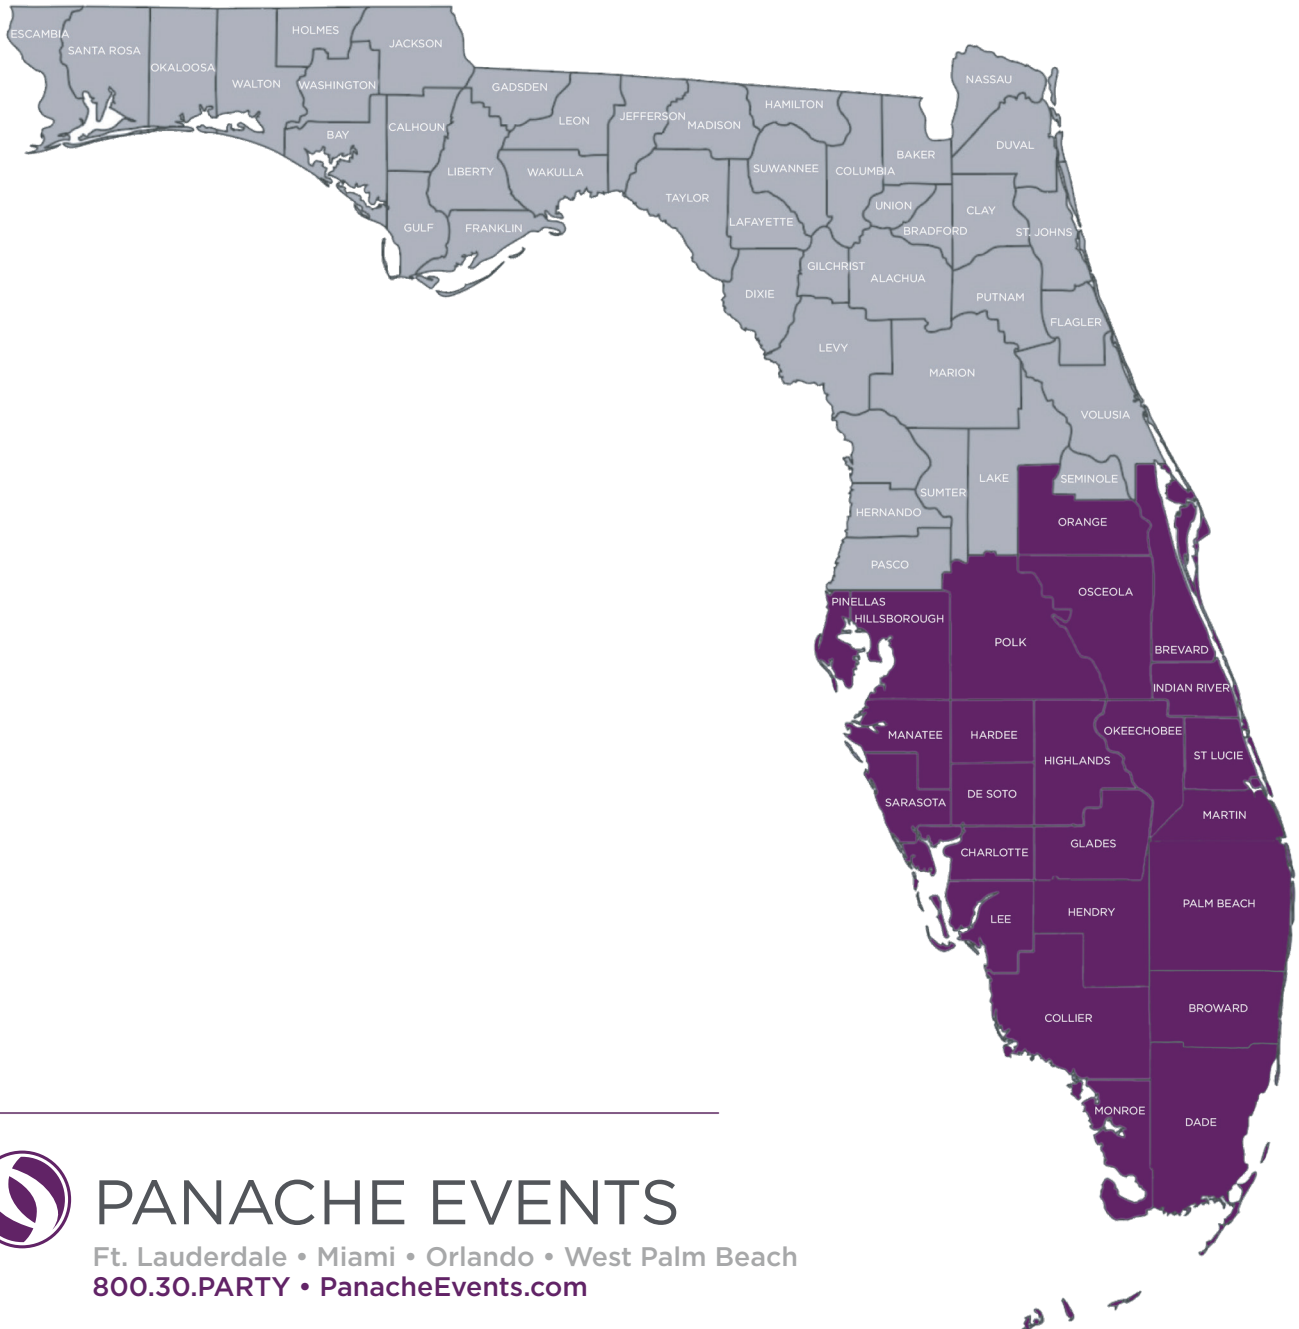 ESCAMBIA
SANTA ROSA
OKALOOSA
WALTON
HOLMES
WASHINGTON
JACKSON
BAY
CALHOUN
GULF
LIBERTY
FRANKLIN
GADSDEN
LEON
WAKULLA
JEFFERSON
MADISON
TAYLOR
HAMILTON
SUWANNEE
LAFAYETTE
DIXIE
COLUMBIA
GILCHRIST
BAKER
UNION
BRADFORD
ALACHUA
NASSAU
DUVAL
CLAY
ST. JOHNS
PUTNAM
FLAGLER
LEVY
MARION
VOLUSIA
SUMTER
LAKE
SEMINOLE
HERNANDO
PASCO
ORANGE
OSCEOLA
PINELLAS
HILLSBOROUGH
POLK
BREVARD
INDIAN RIVER
MANATEE
HARDEE
HIGHLANDS
OKEECHOBEE
ST LUCIE
SARASOTA
DE SOTO
MARTIN
CHARLOTTE
GLADES
LEE
HENDRY
PALM BEACH
COLLIER
BROWARD
MONROE
DADE
PANACHE EVENTS
Ft. Lauderdale • Miami • Orlando • West Palm Beach
800.30.PARTY • PanacheEvents.com